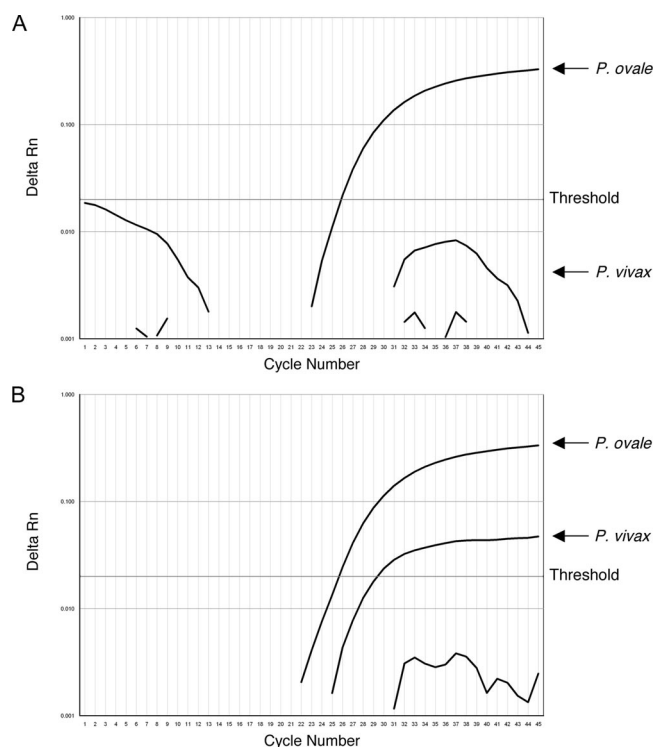 A
1.000
0.100
0.010
0.001
Delta Rn
P. ovale
Threshold
P. vivax
1 2 3 4 5 6 7 8 9 10 11 12 13 14 15 16 17 18 19 20 21 22 23 24 25 26 27 28 29 30 31 32 33 34 35 36 37 38 39 40 41 42 43 44 45
Cycle Number
B
1.000
0.100
0.010
0.001
Delta Rn
P. ovale
P. vivax
Threshold
1 2 3 4 5 6 7 8 9 10 11 12 13 14 15 16 17 18 19 20 21 22 23 24 25 26 27 28 29 30 31 32 33 34 35 36 37 38 39 40 41 42 43 44 45
Cycle Number